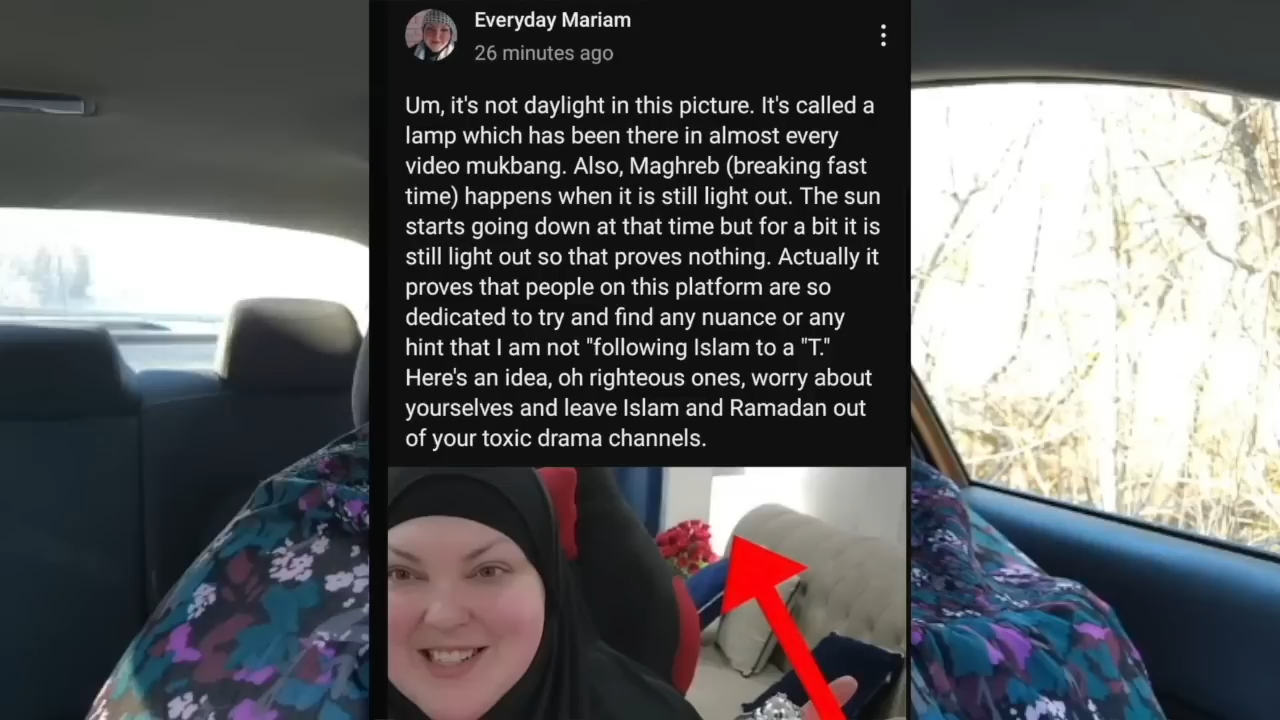 Everyday Mariam
26 minutes ago
Um, it's not daylight in this picture. It's called a
lamp which has been there in almost every
video mukbang. Also, Maghreb (breaking fast
time) happens when it is still light out. The sun
starts going down at that time but for a bit it is
still light out so that proves nothing. Actually it
proves that people on this platform are so
dedicated to try and find any nuance or any
hint that I am not "following Islam to a "T."
Here's an idea, oh righteous ones, worry about
yourselves and leave Islam and Ramadan out
of your toxic drama channels.